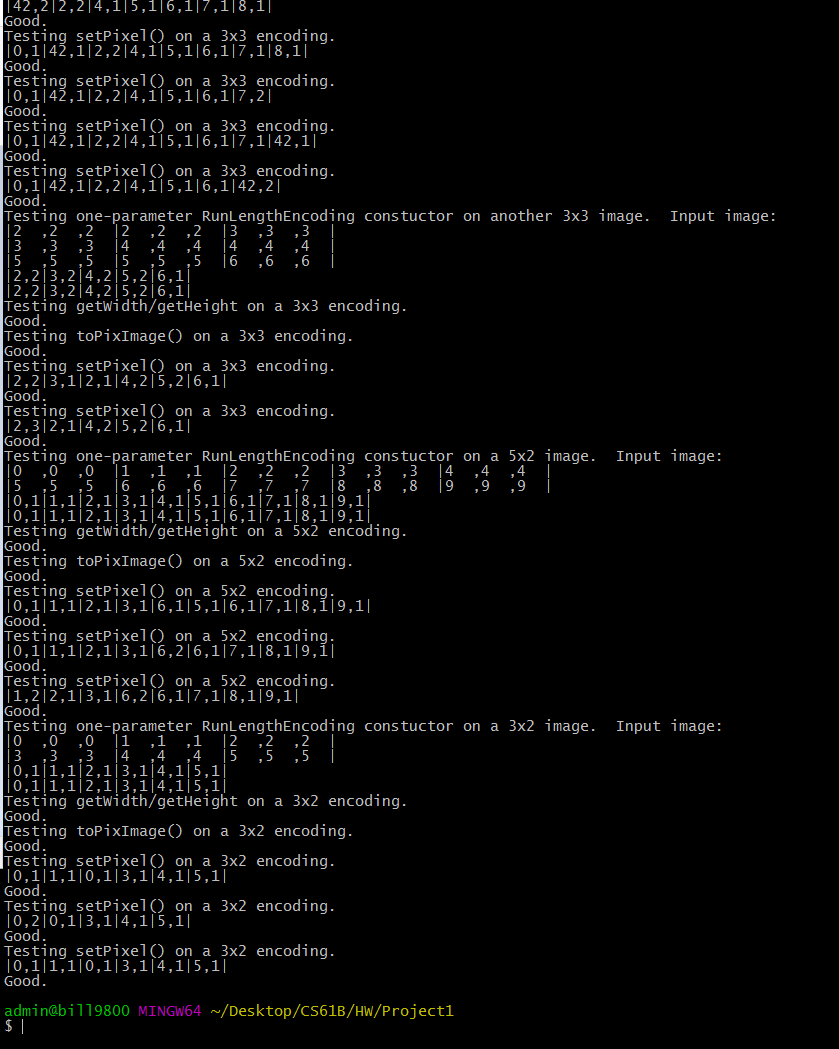 |42,2|2,2|4,1|5,1|6,1|7,1|8,1|
Good.
Testing setPixel() on a 3x3 encoding.
|0,1|42,1|2,2|4,1|5,1|6,1|7,1|8,1|
Good.
Testing setPixel() on a 3x3 encoding.
|0,1|42,1|2,2|4,1|5,1|6,1|7,2|
Good.
Testing setPixel() on a 3x3 encoding.
|0,1|42,1|2,2|4,1|5,1|6,1|7,1|42,1|
Good.
Testing setPixel() on a 3x3 encoding.
|0,1|42,1|2,2|4,1|5,1|6,1|42,2|
Good.
Testing one-parameter RunLengthEncoding constuctor on another 3x3 image.  Input image:
|2  ,2  ,2  |2  ,2  ,2  |3  ,3  ,3  |
|3  ,3  ,3  |4  ,4  ,4  |4  ,4  ,4  |
|5  ,5  ,5  |5  ,5  ,5  |6  ,6  ,6  |
|2,2|3,2|4,2|5,2|6,1|
|2,2|3,2|4,2|5,2|6,1|
Testing getWidth/getHeight on a 3x3 encoding.
Good.
Testing toPixImage() on a 3x3 encoding.
Good.
Testing setPixel() on a 3x3 encoding.
|2,2|3,1|2,1|4,2|5,2|6,1|
Good.
Testing setPixel() on a 3x3 encoding.
|2,3|2,1|4,2|5,2|6,1|
Good.
Testing one-parameter RunLengthEncoding constuctor on a 5x2 image.  Input image:
|0  ,0  ,0  |1  ,1  ,1  |2  ,2  ,2  |3  ,3  ,3  |4  ,4  ,4  |
|5  ,5  ,5  |6  ,6  ,6  |7  ,7  ,7  |8  ,8  ,8  |9  ,9  ,9  |
|0,1|1,1|2,1|3,1|4,1|5,1|6,1|7,1|8,1|9,1|
|0,1|1,1|2,1|3,1|4,1|5,1|6,1|7,1|8,1|9,1|
Testing getWidth/getHeight on a 5x2 encoding.
Good.
Testing toPixImage() on a 5x2 encoding.
Good.
Testing setPixel() on a 5x2 encoding.
|0,1|1,1|2,1|3,1|6,1|5,1|6,1|7,1|8,1|9,1|
Good.
Testing setPixel() on a 5x2 encoding.
|0,1|1,1|2,1|3,1|6,2|6,1|7,1|8,1|9,1|
Good.
Testing setPixel() on a 5x2 encoding.
|1,2|2,1|3,1|6,2|6,1|7,1|8,1|9,1|
Good.
Testing one-parameter RunLengthEncoding constuctor on a 3x2 image.  Input image:
|0  ,0  ,0  |1  ,1  ,1  |2  ,2  ,2  |
|3  ,3  ,3  |4  ,4  ,4  |5  ,5  ,5  |
|0,1|1,1|2,1|3,1|4,1|5,1|
|0,1|1,1|2,1|3,1|4,1|5,1|
Testing getWidth/getHeight on a 3x2 encoding.
Good.
Testing toPixImage() on a 3x2 encoding.
Good.
Testing setPixel() on a 3x2 encoding.
|0,1|1,1|0,1|3,1|4,1|5,1|
Good.
Testing setPixel() on a 3x2 encoding.
|0,2|0,1|3,1|4,1|5,1|
Good.
Testing setPixel() on a 3x2 encoding.
|0,1|1,1|0,1|3,1|4,1|5,1|
Good.
admin@bill9800 MINGW64 ~/Desktop/CS61B/HW/Project1
$